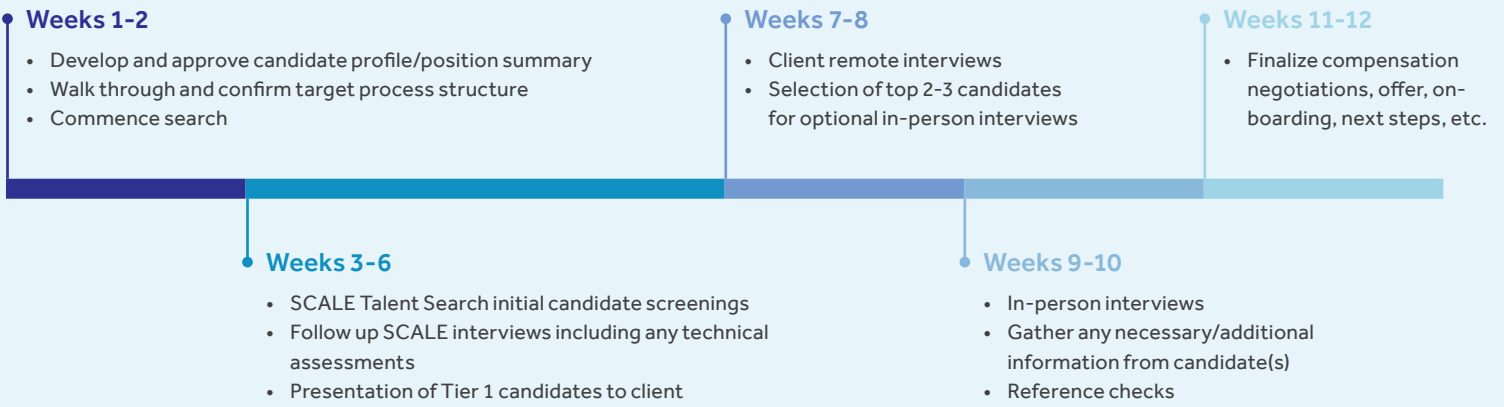 Weeks 1-2
• Develop and approve candidate profile/position summary
• Walk through and confirm target process structure
• Commence search
Weeks 7-8
• Client remote interviews
• Selection of top 2-3 candidates
for optional in-person interviews
Weeks 11-12
• Finalize compensation
negotiations, offer, on-
boarding, next steps, etc.
Weeks 3-6
• SCALE Talent Search initial candidate screenings
• Follow up SCALE interviews including any technical
assessments
• Presentation of Tier 1 candidates to client
Weeks 9-10
• In-person interviews
• Gather any necessary/additional
information from candidate(s)
• Reference checks